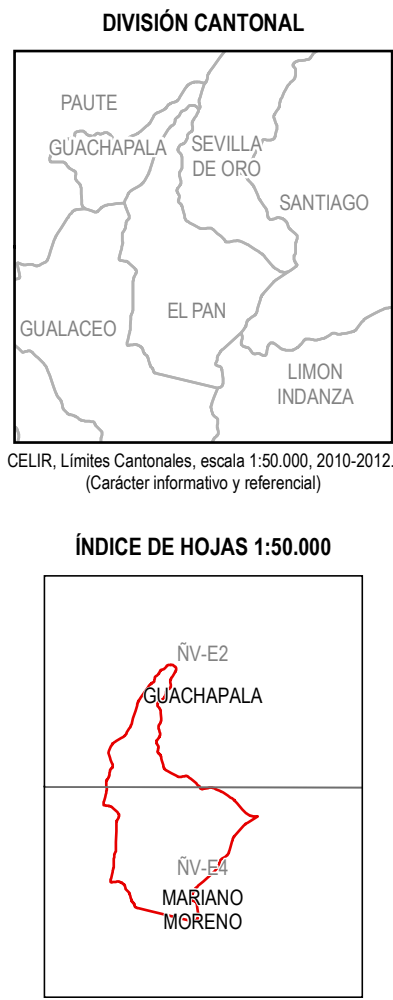 DIVISIÓN CANTONAL
PAUTE
GUACHAPALA
SEVILLA
DE ORO
SANTIAGO
EL PAN
GUALACEO
LIMON
INDANZA
CELIR, Límites Cantonales, escala 1:50.000, 2010-2012.
(Carácter informativo y referencial)
ÍNDICE DE HOJAS 1:50.000
ÑV-E2
GUACHAPALA
ÑV-E4
MARIANO
MORENO